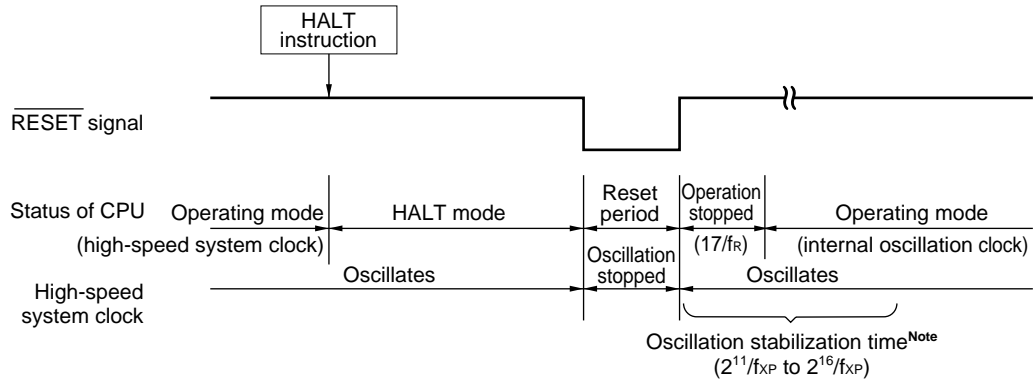 HALT
instruction
RESET signal
Status of CPU
Operating mode
(high-speed system clock)
HALT mode
Reset
period
Operation
stopped
(17/fR)
Operating mode
(internal oscillation clock)
High-speed
system clock
Oscillates
Oscillation
stopped
Oscillates
Oscillation stabilization timeNote
(2^11/fXP to 2^16/fXP)